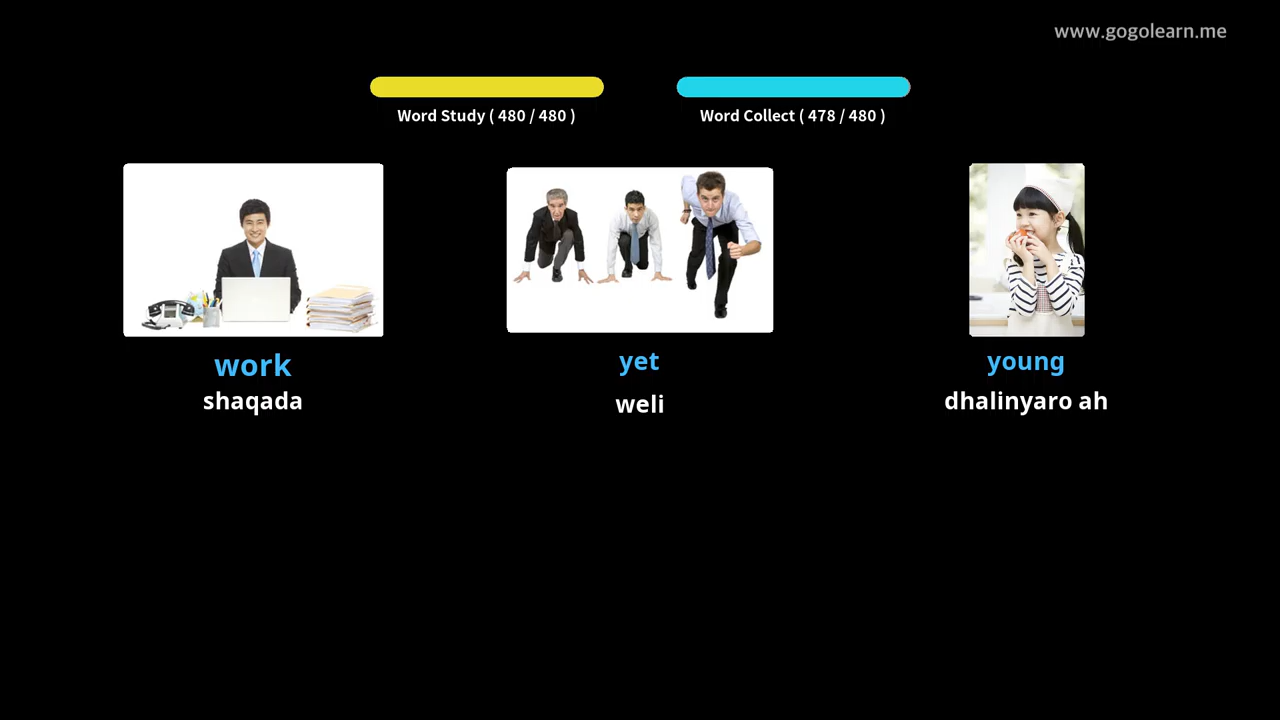 www.gogolearn.me
Word Study ( 480 / 480 )
Word Collect ( 478 / 480 )
work
shaqada
yet
weli
young
dhalinyaro ah